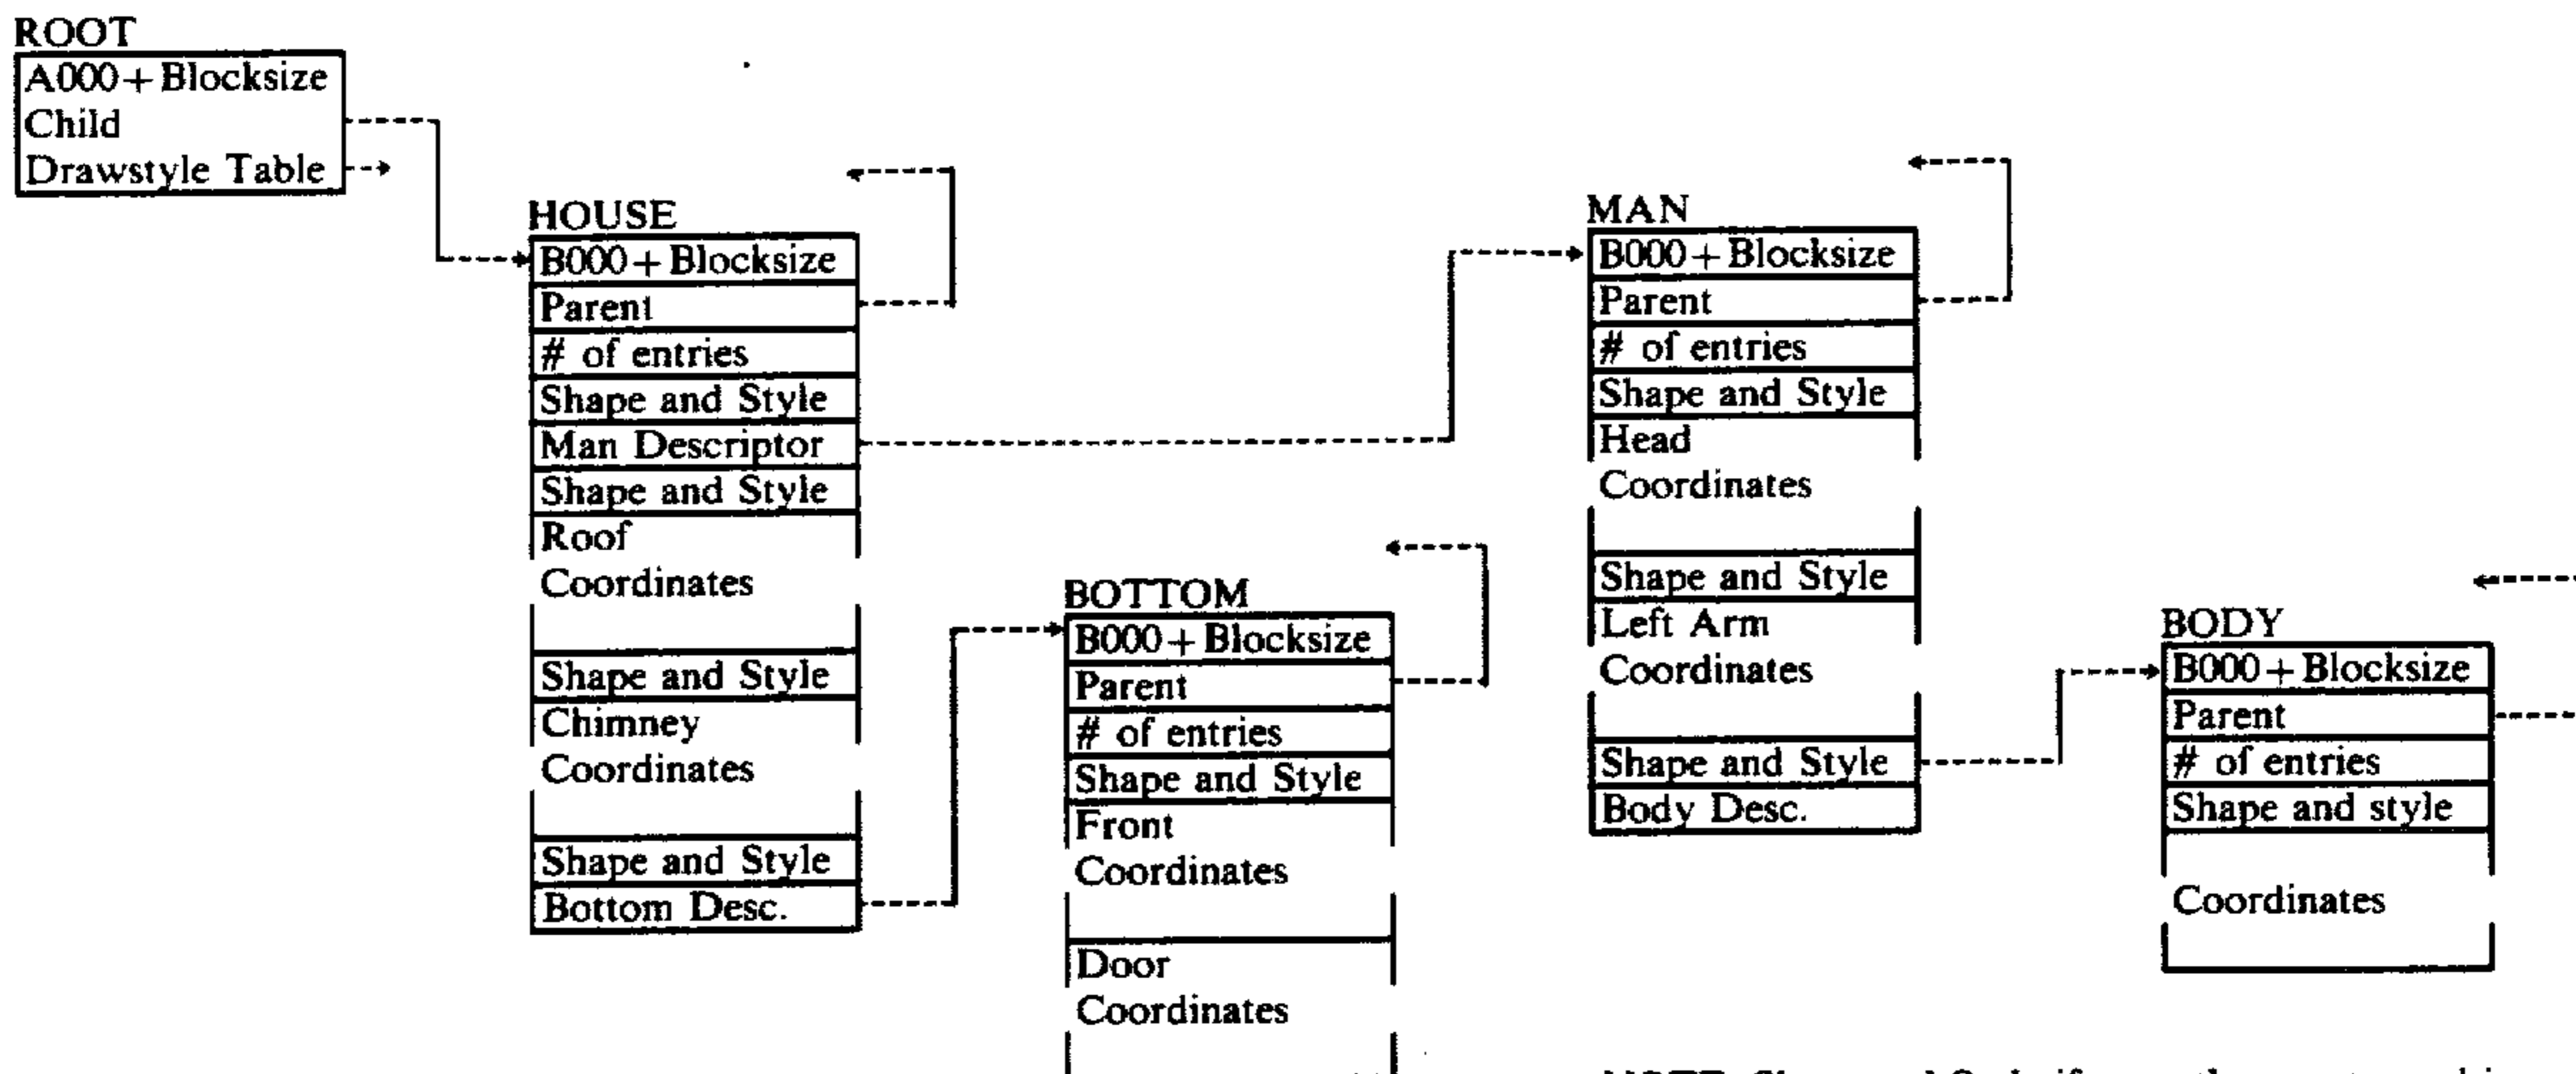 ROOT
A000+Blocksize
Child
Drawstyle Table
HOUSE
B000+Blocksize
Parent
# of entries
Shape and Style
Man Descriptor
Shape and Style
Roof
Coordinates
Shape and Style
Chimney
Coordinates
Shape and Style
Bottom Desc.
BOTTOM
B000+Blocksize
Parent
# of entries
Shape and Style
Front
Coordinates
Door
Coordinates
MAN
B000+Blocksize
Parent
# of entries
Shape and Style
Head
Coordinates
Shape and Style
Left Arm
Coordinates
Shape and Style
Body Desc.
BODY
B000+Blocksize
Parent
# of entries
Shape and style
Coordinates